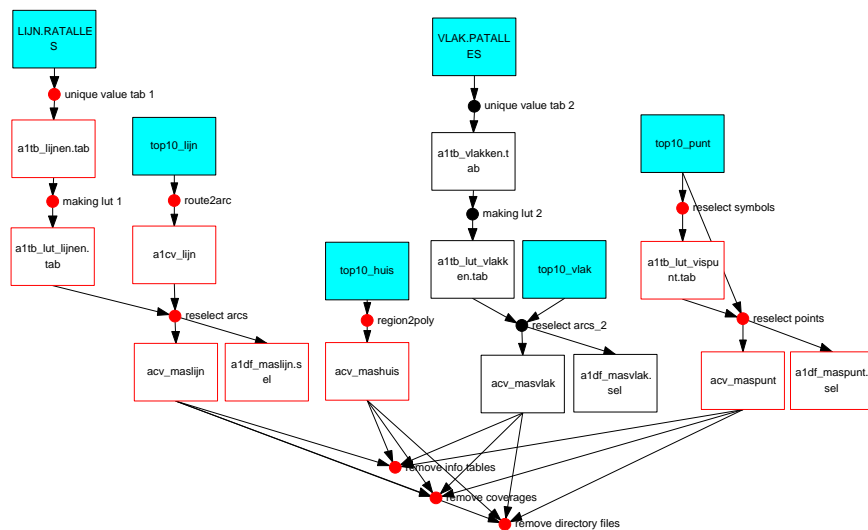 LIJN.RATALLE
S
VLAK.PATALL
ES
unique value tab 1
unique value tab 2
a1tb_lijnen.tab
top10_lijn
a1tb_vlakken.t
ab
top10_punt
making lut 1
route2arc
making lut 2
reselect symbols
a1tb_lut_lijnen.
tab
a1cv_lijn
top10_huis
a1tb_lut_vlakk
en.tab
top10_vlak
a1tb_lut_vispu
nt.tab
reselect arcs
region2poly
reselect arcs_2
reselect points
acv_maslijn
a1df_maslijn.s
el
acv_mashuis
acv_masvlak
a1df_masvlak.
sel
acv_maspunt
a1df_maspunt.
sel
remove info tables
remove coverages
remove directory files